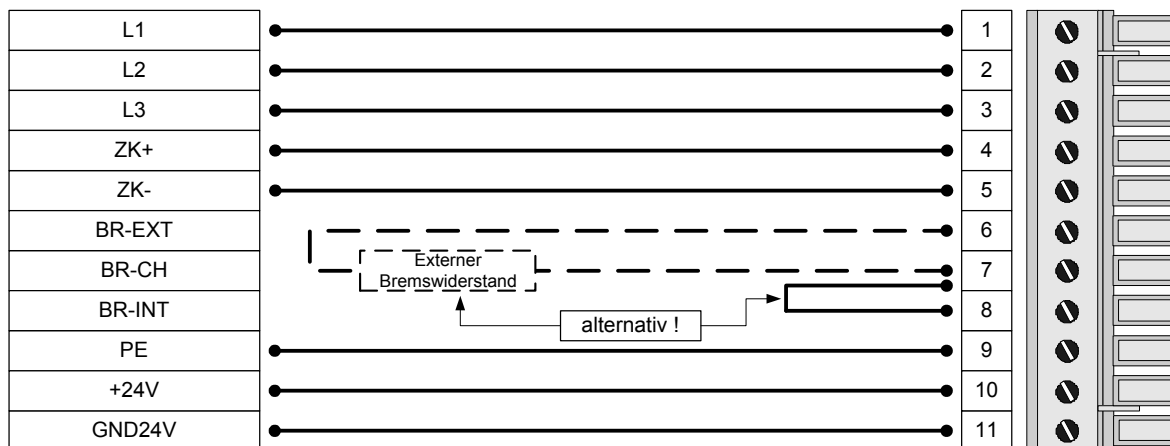 L1 1
L2 2
L3 3
ZK+ 4
ZK- 5
BR-EXT 6
BR-CH 7
Externer
Bremswiderstand
BR-INT 8
alternativ !
PE 9
+24V 10
GND24V 11